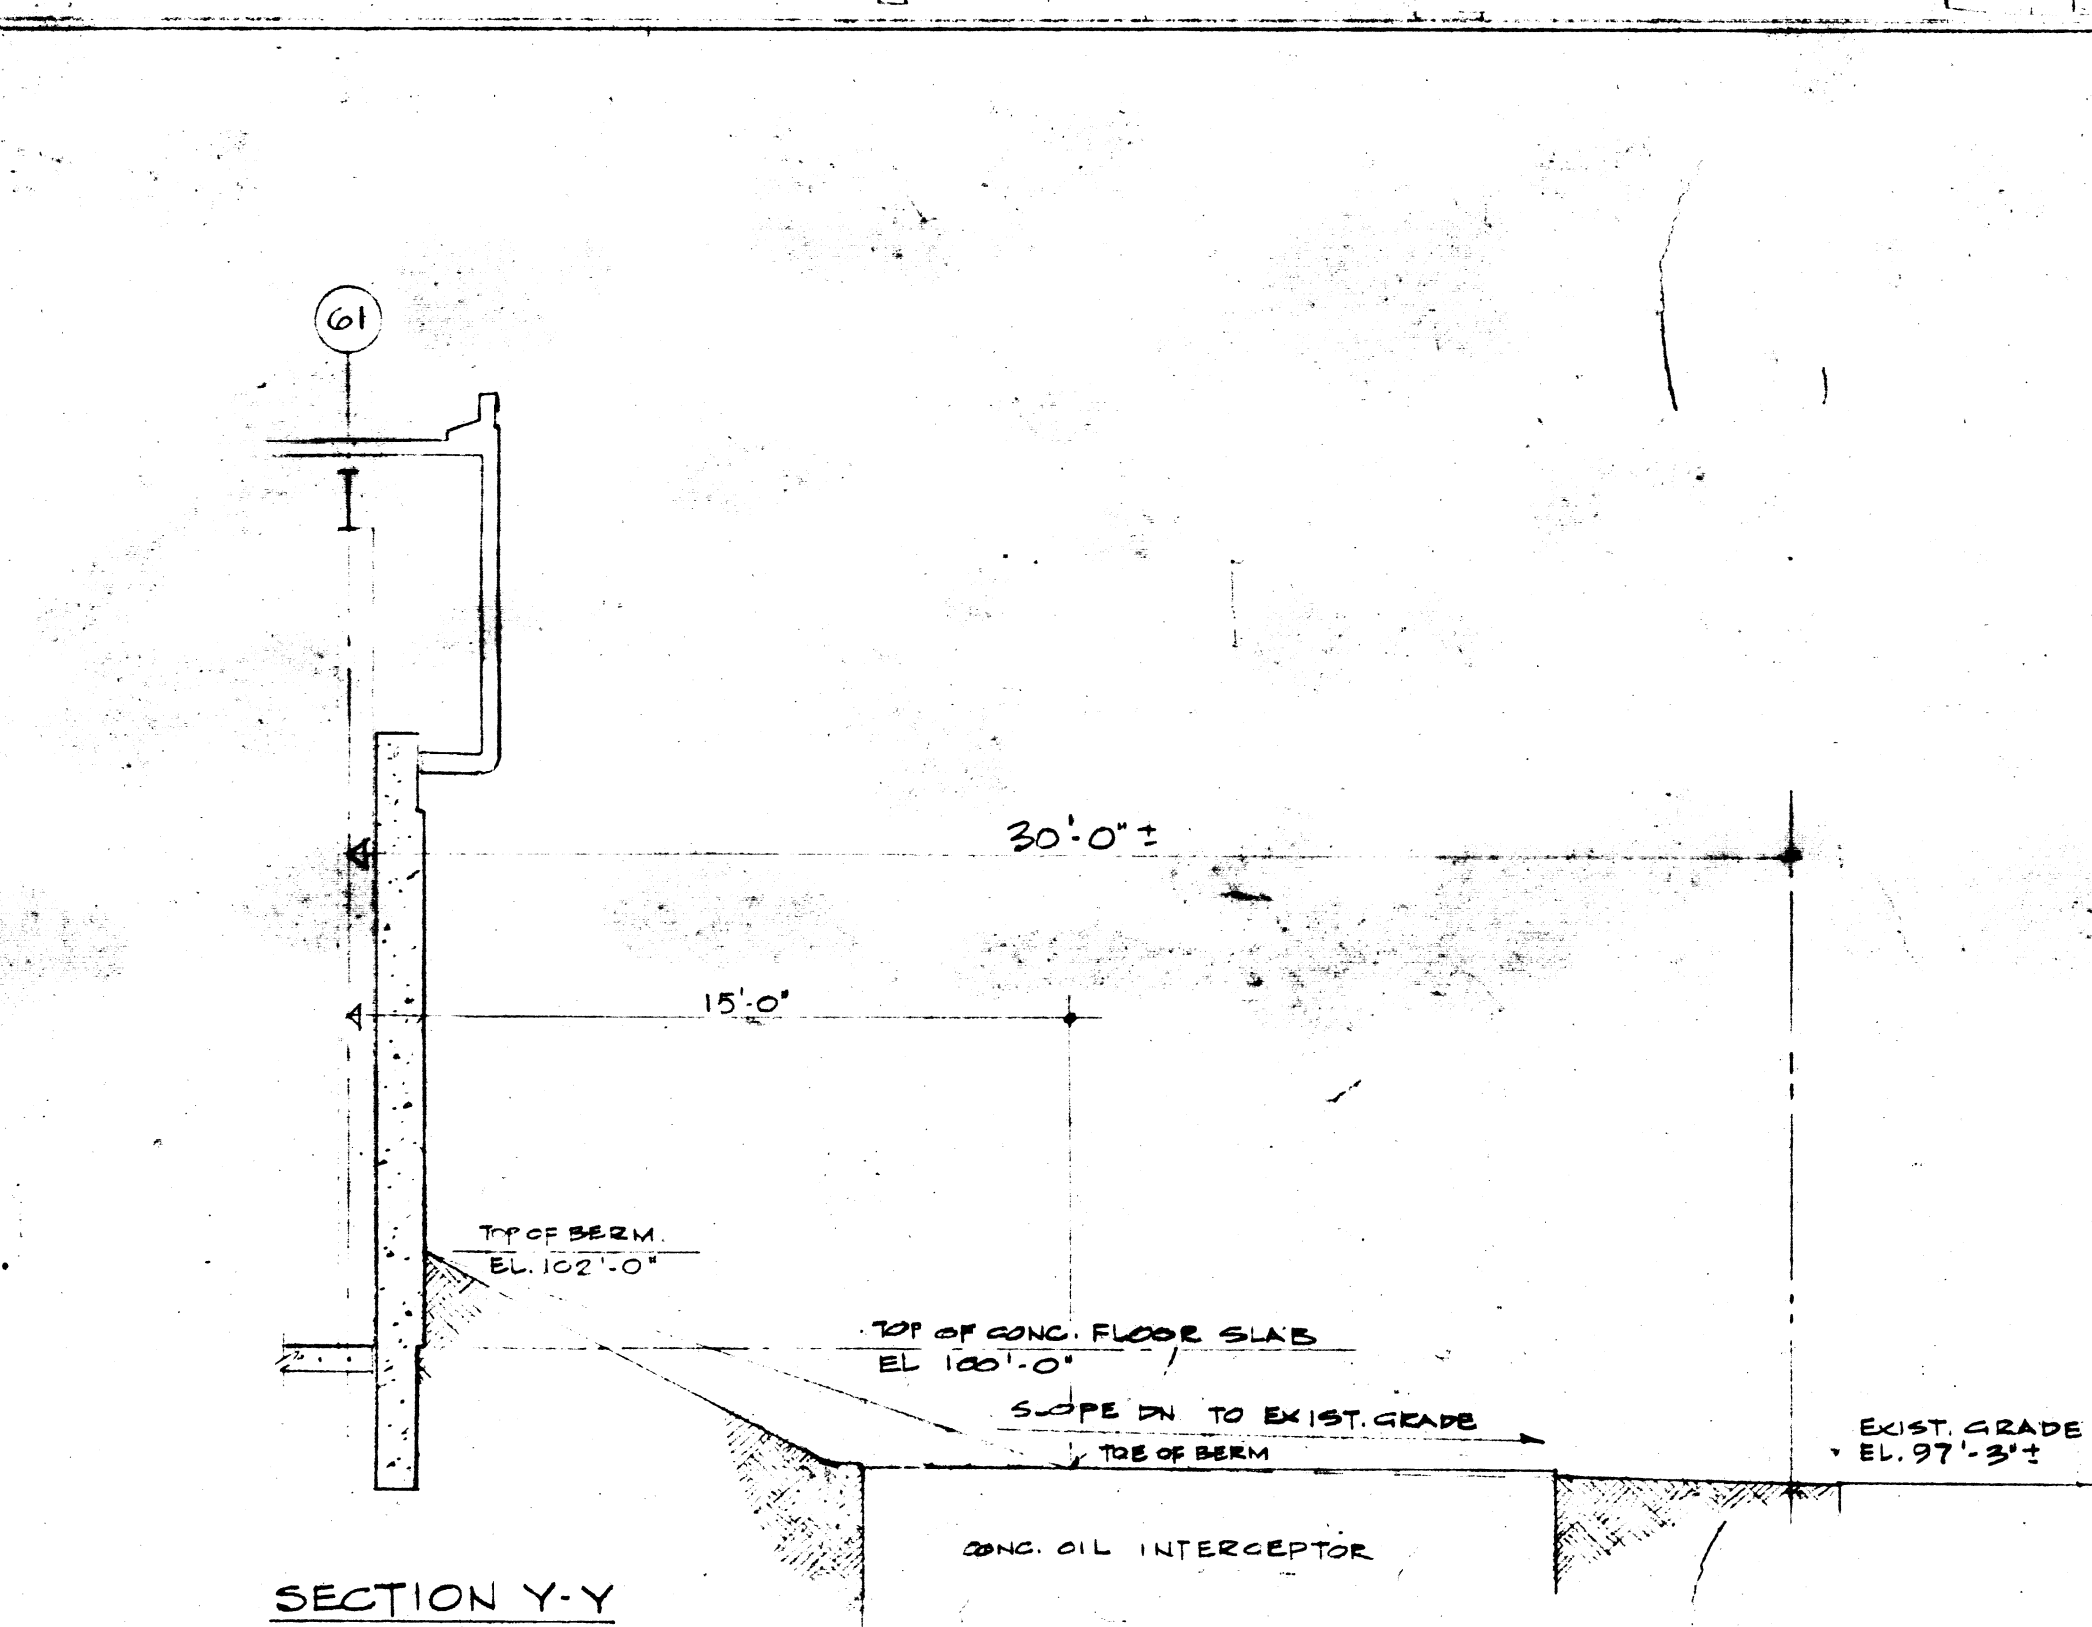 61
30'-0" ±
15'-0"
TOP OF BERM.
EL. 102'-0"
TOP OF CONC. FLOOR SLAB
EL 100'-0"
SLOPE DN TO EXIST. GRADE
TOE OF BERM
EXIST. GRADE
EL. 97'-3" ±
CONC. OIL INTERCEPTOR
SECTION Y-Y